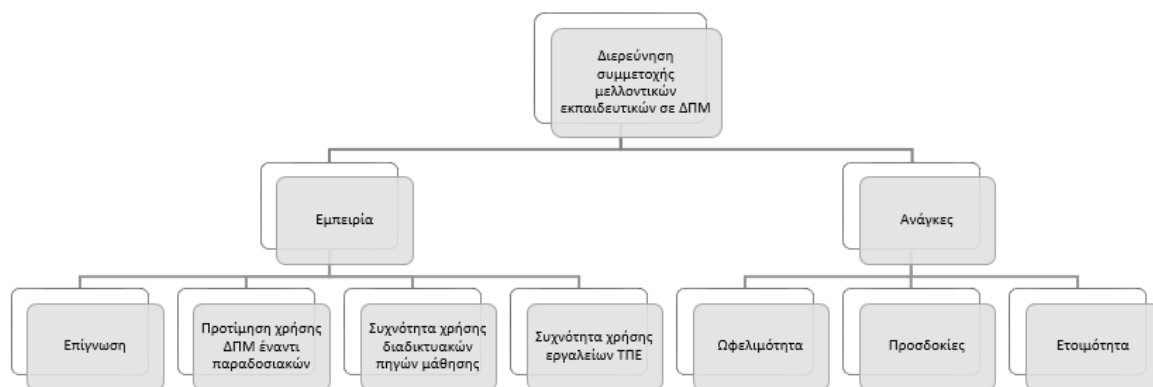 Διερεύνηση
συμμετοχής
μελλοντικών
εκπαιδευτικών σε ΔΠΜ
Εμπειρία
Ανάγκες
Επίγνωση
Προτίμηση χρήσης
ΔΠΜ έναντι
παραδοσιακών
Συχνότητα χρήσης
διαδικτυακών
πηγών μάθησης
Συχνότητα χρήσης
εργαλείων ΤΠΕ
Ωφελιμότητα
Προσδοκίες
Ετοιμότητα